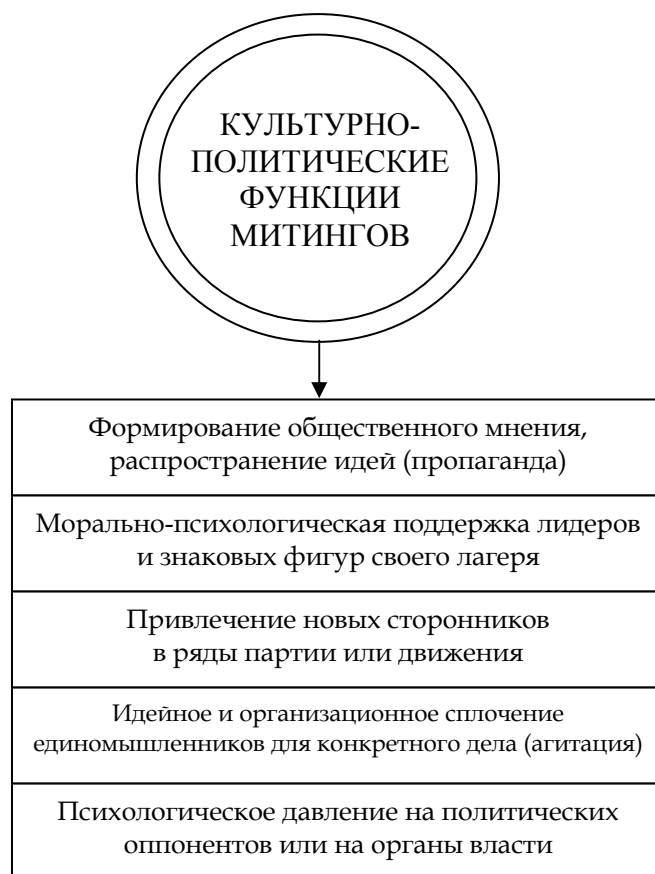 КУЛЬТУРНО-
ПОЛИТИЧЕСКИЕ
ФУНКЦИИ
МИТИНГОВ
Формирование общественного мнения,
распространение идей (пропаганда)
Морально-психологическая поддержка лидеров
и знаковых фигур своего лагеря
Привлечение новых сторонников
в ряды партии или движения
Идейное и организационное сплочение
единомышленников для конкретного дела (агитация)
Психологическое давление на политических
оппонентов или на органы власти